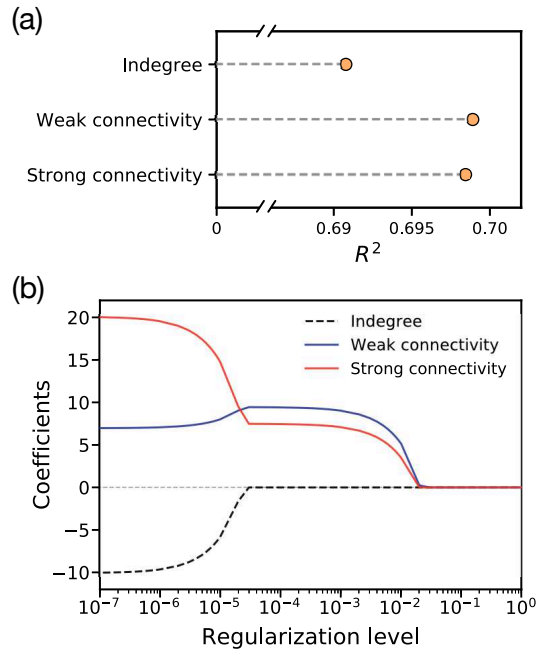 (a)
Indegree
Weak connectivity
Strong connectivity
0 0.69 0.695 0.70
R²
(b)
Indegree
Weak connectivity
Strong connectivity
20
15
10
5
0
−5
−10
Coefficients
10⁻⁷ 10⁻⁶ 10⁻⁵ 10⁻⁴ 10⁻³ 10⁻² 10⁻¹ 10⁰
Regularization level